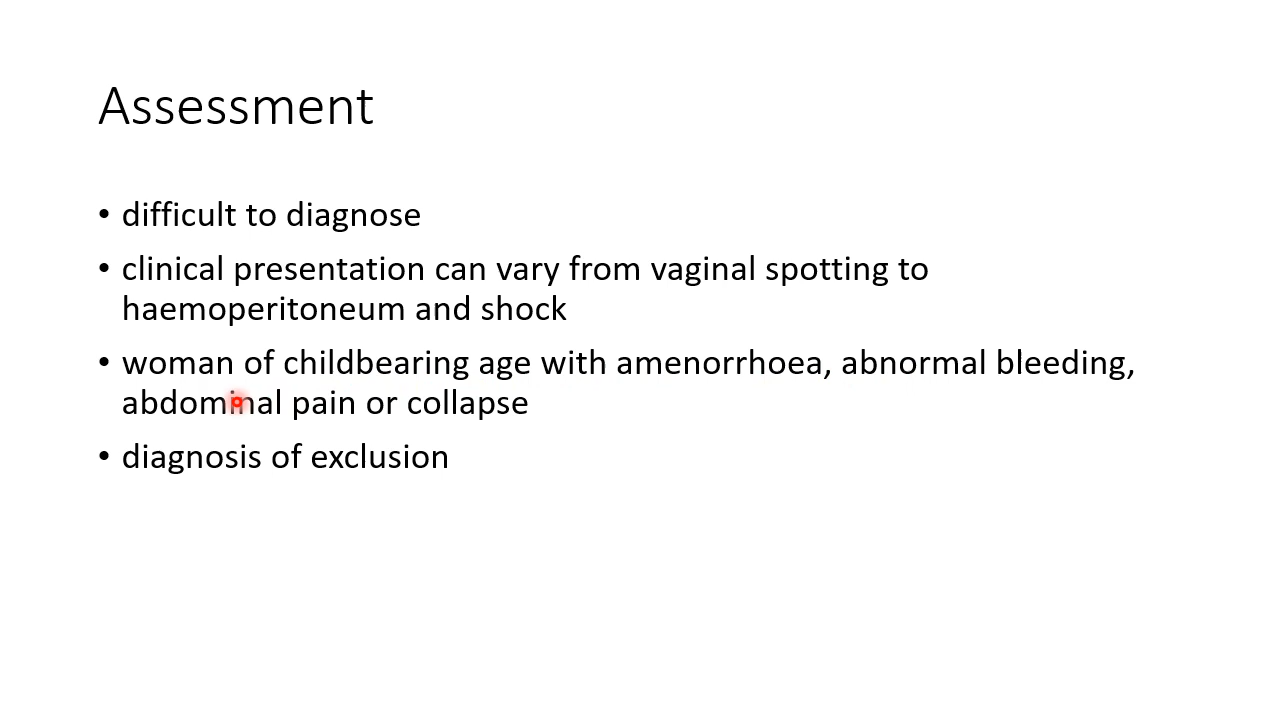 Assessment
• difficult to diagnose
• clinical presentation can vary from vaginal spotting to
haemoperitoneum and shock
• woman of childbearing age with amenorrhoea, abnormal bleeding,
abdominal pain or collapse
• diagnosis of exclusion